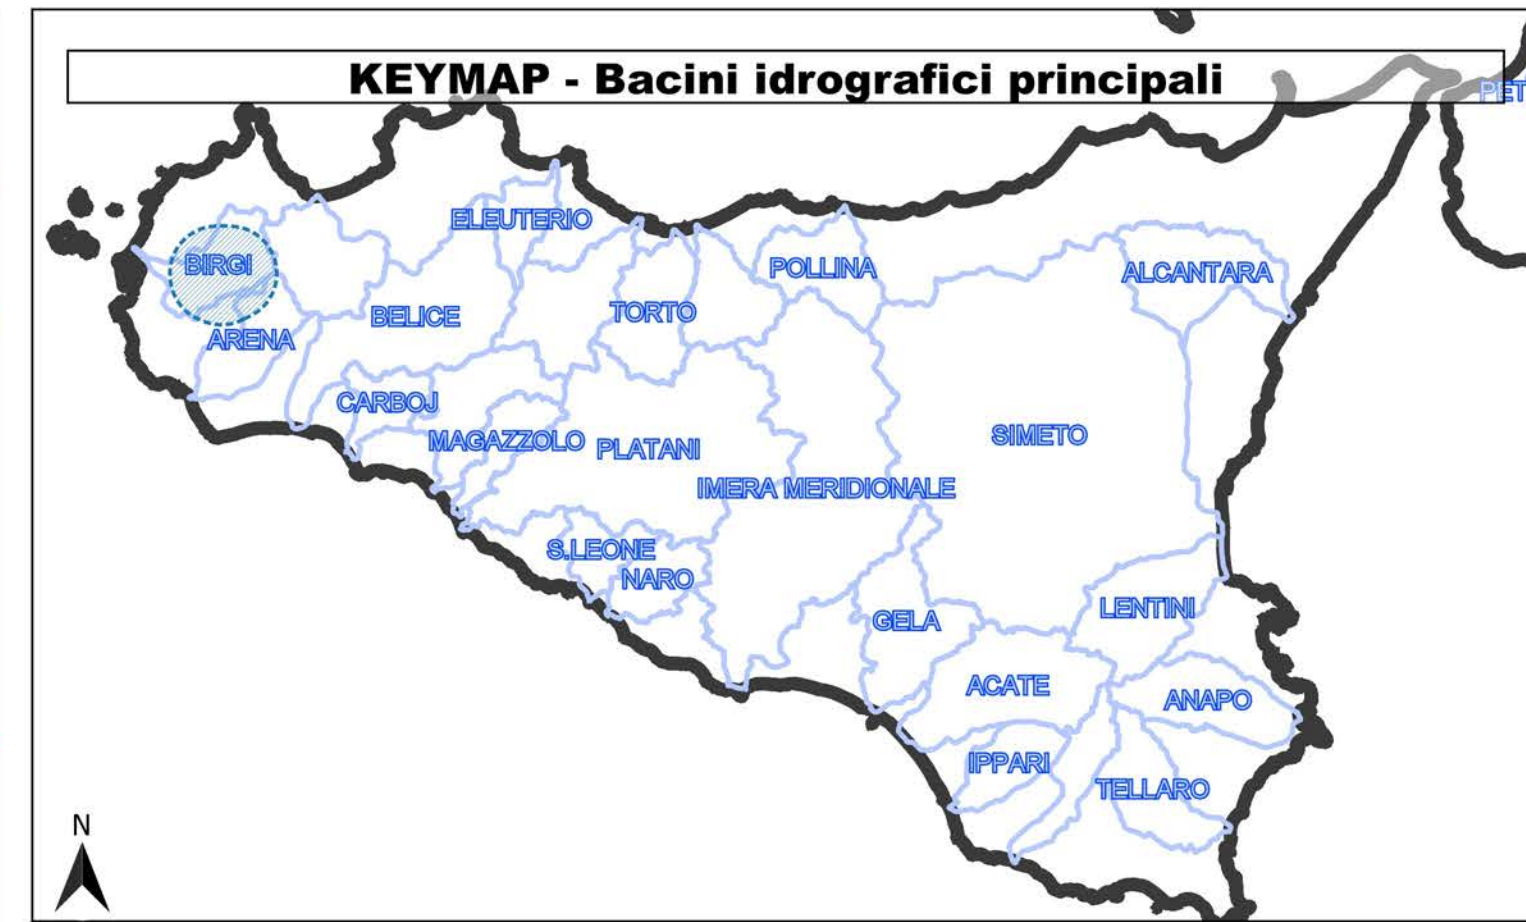 KEYMAP - Bacini idrografici principali
PET
ELEUTERIO
BIRGI
POLLINA
ALCANTARA
BELICE
TORTO
ARENA
CARBOJ
MAGAZZOLO
PLATANI
SIMETO
IMERA MERIDIONALE
S.LEONE
NARO
LENTINI
GELA
ACATE
ANAPO
IPPARI
TELLARO
N